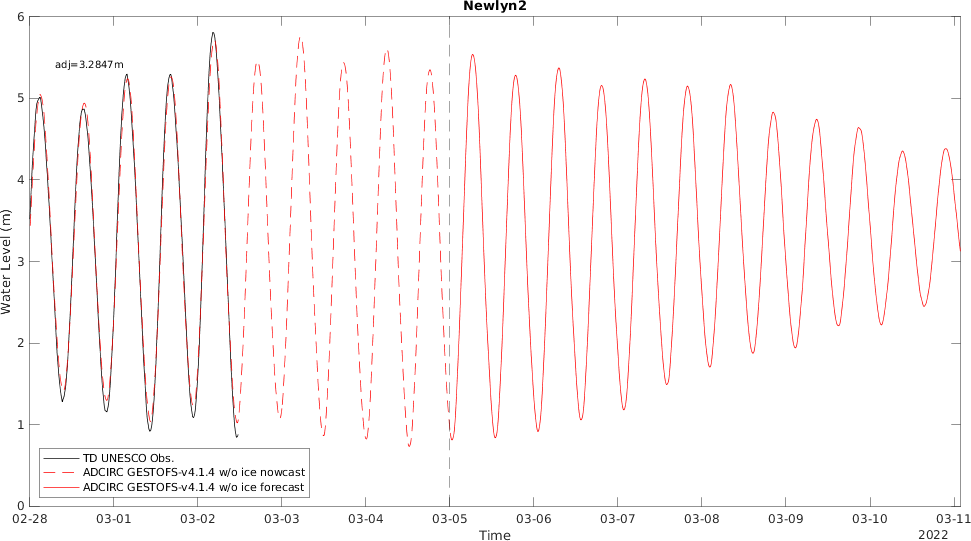 Newlyn2
adj=3.2847m
Water Level (m)
6
5
4
3
2
1
0
TD UNESCO Obs.
ADCIRC GESTOFS-v4.1.4 w/o ice nowcast
ADCIRC GESTOFS-v4.1.4 w/o ice forecast
02-28 03-01 03-02 03-03 03-04 03-05 03-06 03-07 03-08 03-09 03-10 03-11
Time
2022